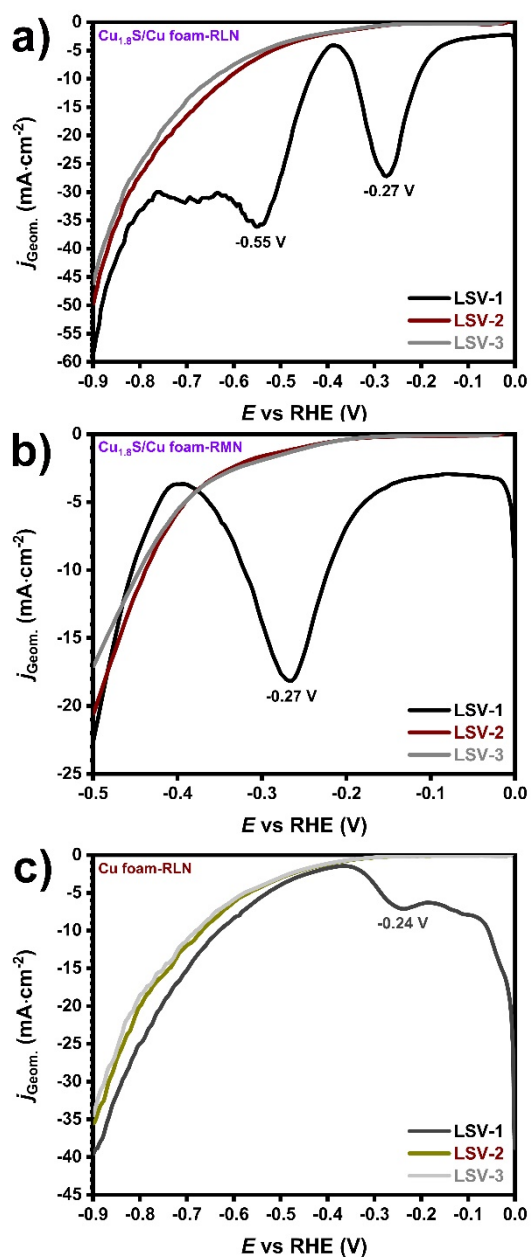 a)
Cu₁.₈S/Cu foam-RLN
0
-5
-10
-15
-20
-25
-30
-35
-40
-45
-50
-55
-60
j Geom. (mA·cm⁻²)
-0.27 V
-0.55 V
LSV-1
LSV-2
LSV-3
-0.9 -0.8 -0.7 -0.6 -0.5 -0.4 -0.3 -0.2 -0.1 0.0
E vs RHE (V)
b)
Cu₁.₈S/Cu foam-RMN
0
-5
-10
-15
-20
-25
j Geom. (mA·cm⁻²)
-0.27 V
LSV-1
LSV-2
LSV-3
-0.5 -0.4 -0.3 -0.2 -0.1 0.0
E vs RHE (V)
c)
Cu foam-RLN
0
-5
-10
-15
-20
-25
-30
-35
-40
-45
j Geom. (mA·cm⁻²)
-0.24 V
LSV-1
LSV-2
LSV-3
-0.9 -0.8 -0.7 -0.6 -0.5 -0.4 -0.3 -0.2 -0.1 0.0
E vs RHE (V)